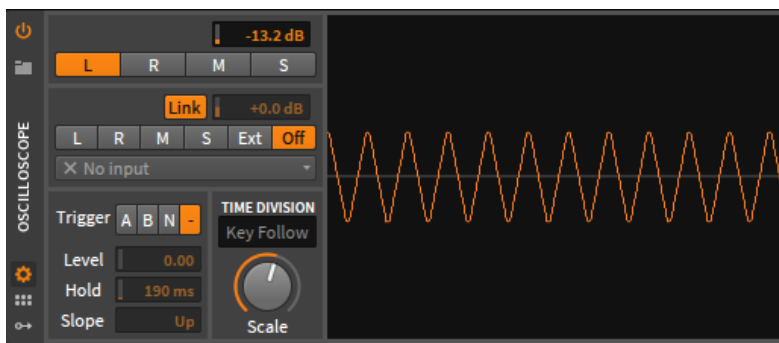 OSCILLOSCOPE
-13.2 dB
L R M S
Link +0.0 dB
L R M S Ext Off
× No input
Trigger A B N -
Level 0.00
Hold 190 ms
Slope Up
TIME DIVISION
Key Follow
Scale